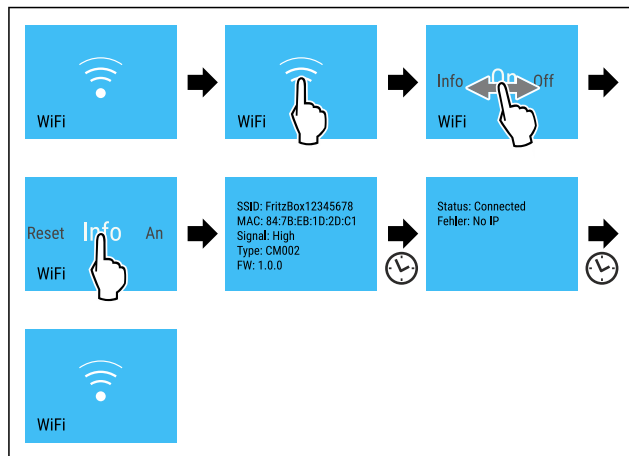 WiFi
WiFi
Info On Off
WiFi
Reset Info An
WiFi
SSID: FritzBox12345678
MAC: 84:7B:EB:1D:2D:C1
Signal: High
Type: CM002
FW: 1.0.0
Status: Connected
Fehler: No IP
WiFi